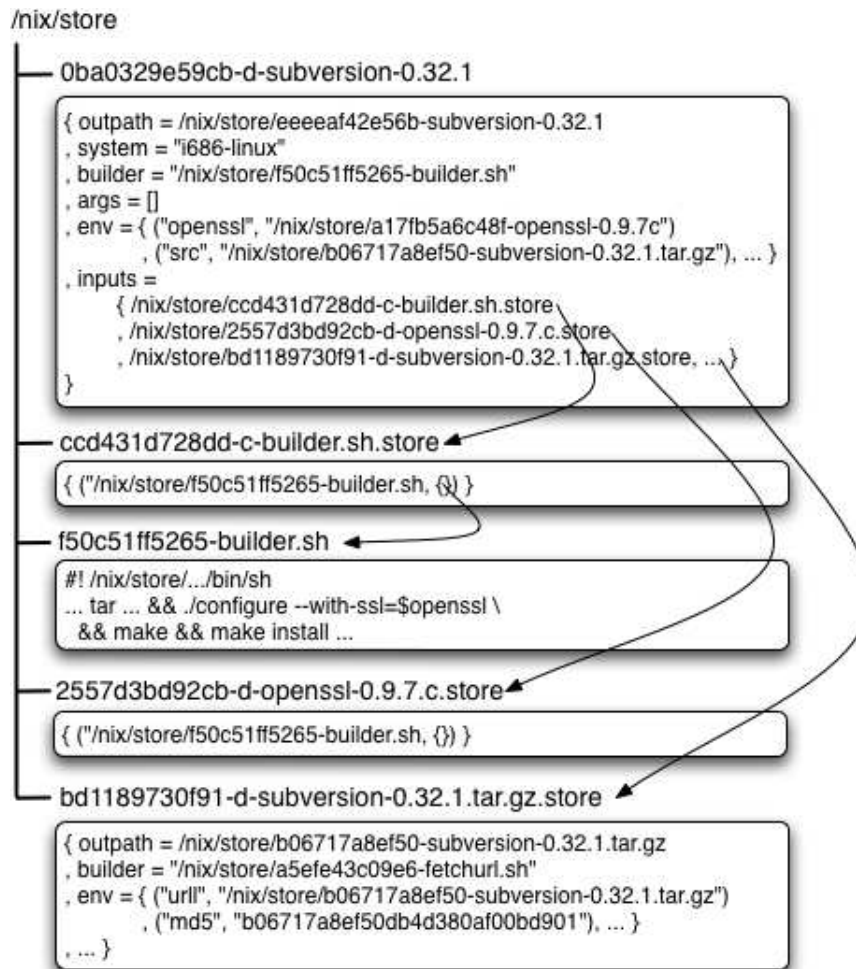 /nix/store
0ba0329e59cb-d-subversion-0.32.1
{ outpath = /nix/store/eeeeaf42e56b-subversion-0.32.1
, system = "i686-linux"
, builder = "/nix/store/f50c51ff5265-builder.sh"
, args = []
, env = { ("openssl", "/nix/store/a17fb5a6c48f-openssl-0.9.7c")
, ("src", "/nix/store/b06717a8ef50-subversion-0.32.1.tar.gz"), ... }
, inputs =
{ /nix/store/ccd431d728dd-c-builder.sh.store
, /nix/store/2557d3bd92cb-d-openssl-0.9.7.c.store
, /nix/store/bd1189730f91-d-subversion-0.32.1.tar.gz.store, ... }
}
ccd431d728dd-c-builder.sh.store
{ ("/nix/store/f50c51ff5265-builder.sh, {}) }
f50c51ff5265-builder.sh
#! /nix/store/.../bin/sh
... tar ... && ./configure --with-ssl=$openssl \
&& make && make install ...
2557d3bd92cb-d-openssl-0.9.7.c.store
{ ("/nix/store/f50c51ff5265-builder.sh, {}) }
bd1189730f91-d-subversion-0.32.1.tar.gz.store
{ outpath = /nix/store/b06717a8ef50-subversion-0.32.1.tar.gz
, builder = "/nix/store/a5efe43c09e6-fetchurl.sh"
, env = { ("urll", "/nix/store/b06717a8ef50-subversion-0.32.1.tar.gz")
, ("md5", "b06717a8ef50db4d380af00bd901"), ... }
, ... }